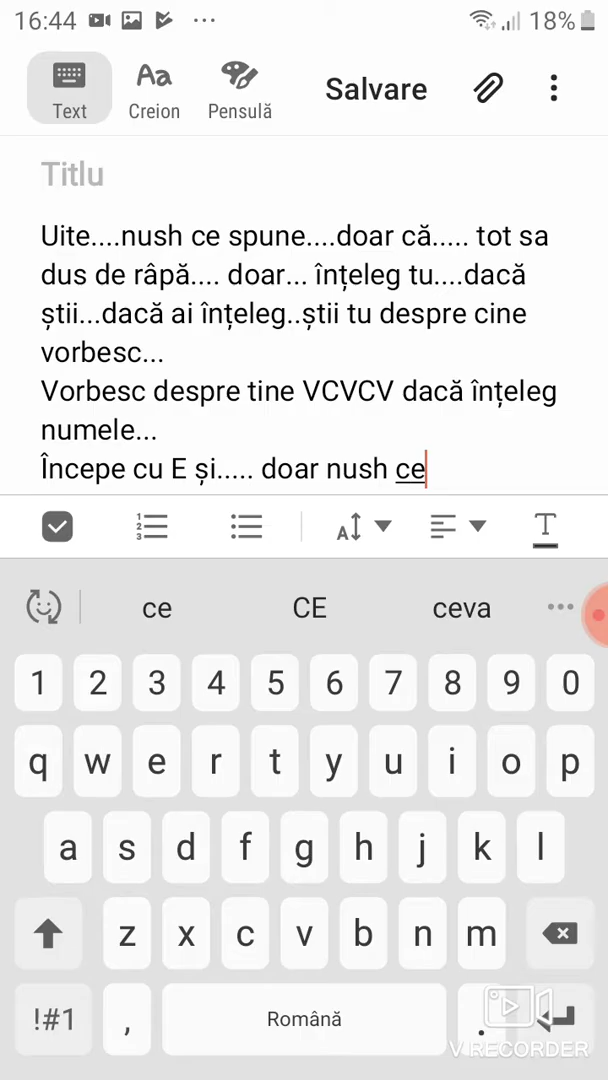 16:44 18%
Text Creion Pensulă Salvare
Titlu
Uite....nush ce spune....doar că..... tot sa
dus de râpă.... doar... înțeleg tu....dacă
știi...dacă ai înțeleg..știi tu despre cine
vorbesc...
Vorbesc despre tine VCVCV dacă înțeleg
numele...
Începe cu E și..... doar nush ce
ce CE ceva
1 2 3 4 5 6 7 8 9 0
q w e r t y u i o p
a s d f g h j k l
z x c v b n m
!#1 , Română .
V RECORDER